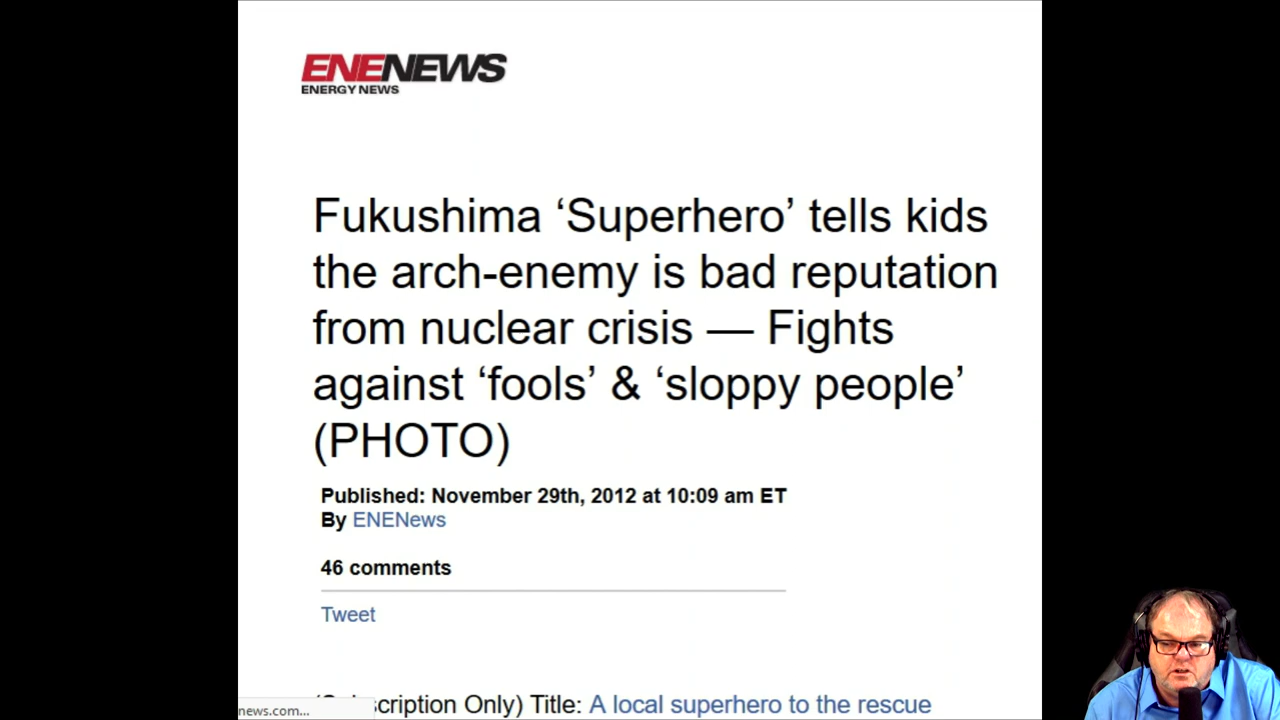 ENENEWS
ENERGY NEWS
Fukushima ‘Superhero’ tells kids
the arch-enemy is bad reputation
from nuclear crisis — Fights
against ‘fools’ & ‘sloppy people’
(PHOTO)
Published: November 29th, 2012 at 10:09 am ET
By ENENews
46 comments
Tweet
Only) Title: A local superhero to the rescue
news.com...